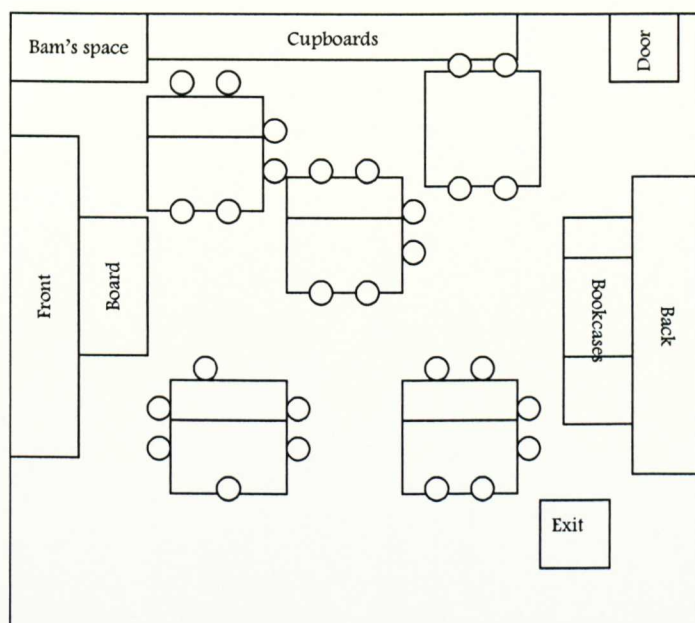 Bam's space
Cupboards
Door
Front
Board
Bookcases
Back
Exit